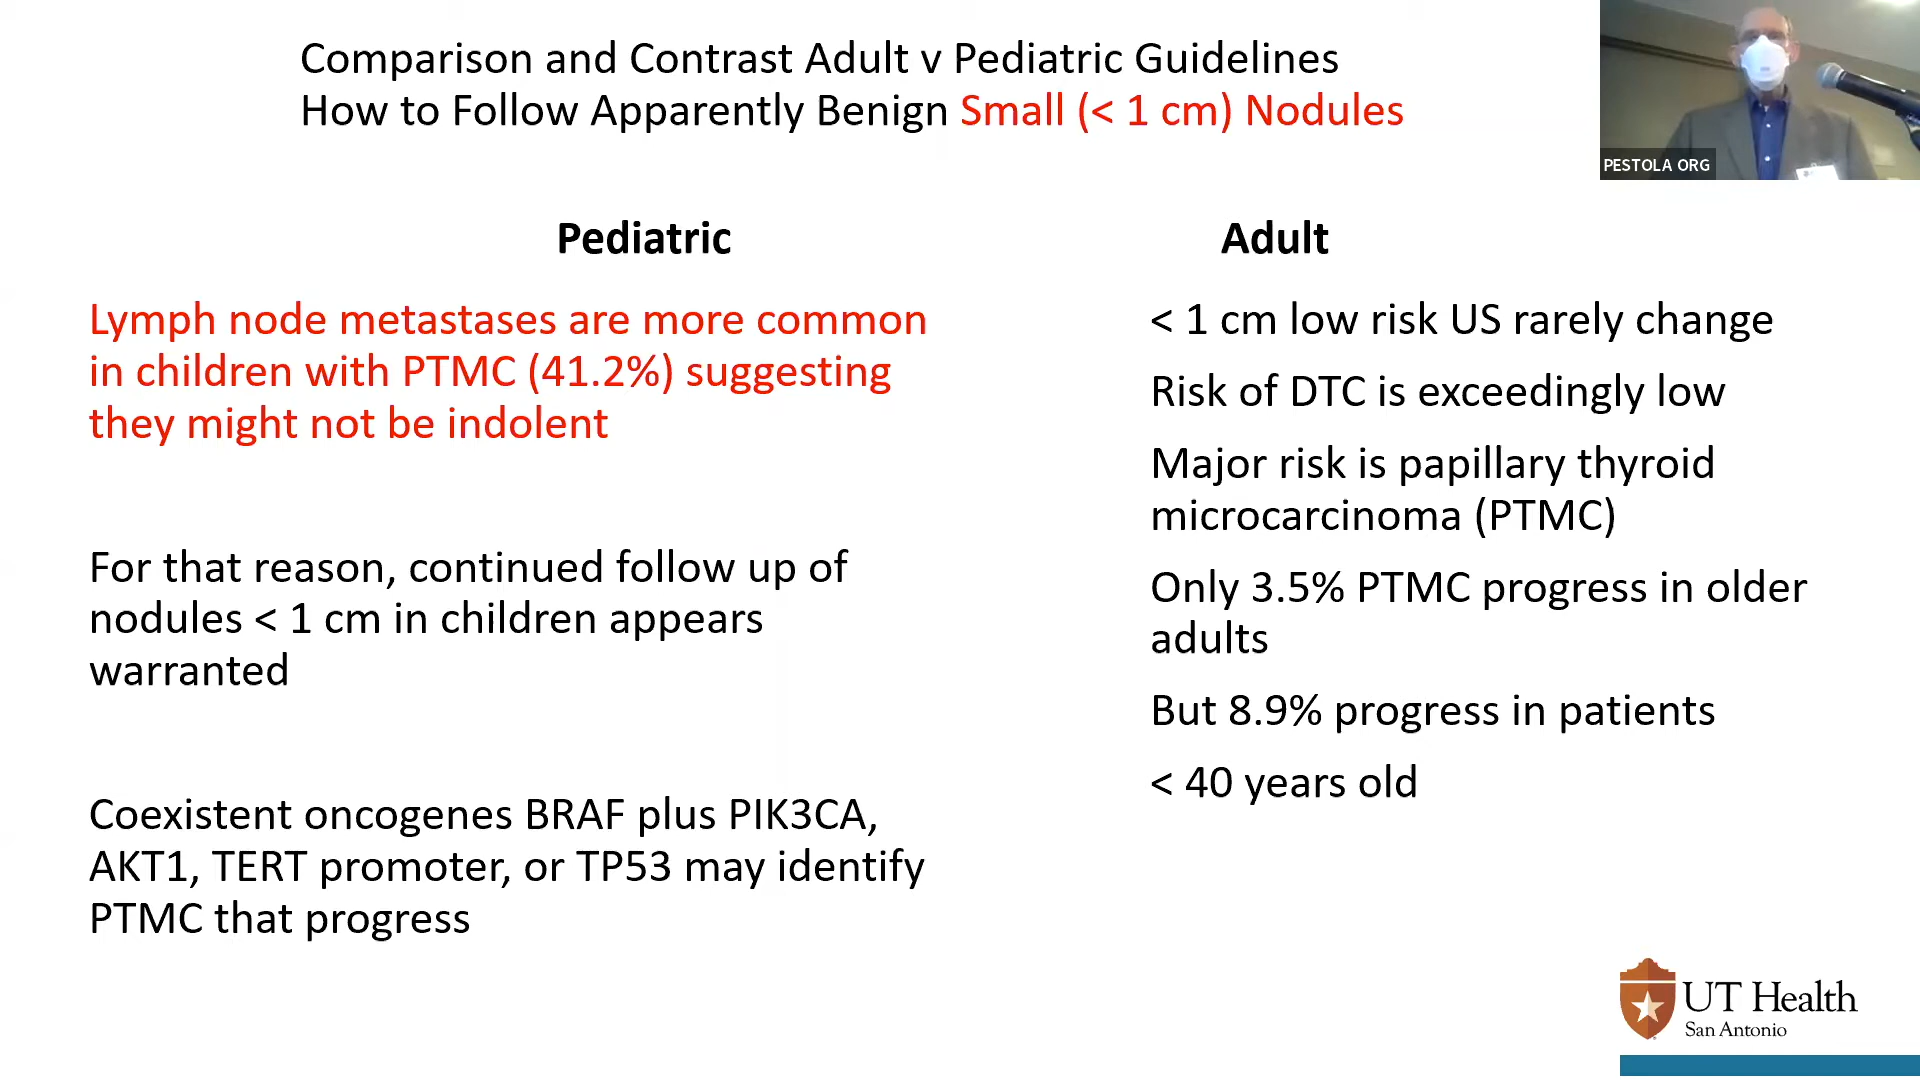 Comparison and Contrast Adult v Pediatric Guidelines
How to Follow Apparently Benign Small (< 1 cm) Nodules
PESTOLA ORG
Pediatric
Lymph node metastases are more common
in children with PTMC (41.2%) suggesting
they might not be indolent
For that reason, continued follow up of
nodules < 1 cm in children appears
warranted
Coexistent oncogenes BRAF plus PIK3CA,
AKT1, TERT promoter, or TP53 may identify
PTMC that progress
Adult
< 1 cm low risk US rarely change
Risk of DTC is exceedingly low
Major risk is papillary thyroid
microcarcinoma (PTMC)
Only 3.5% PTMC progress in older
adults
But 8.9% progress in patients
< 40 years old
UT Health
San Antonio